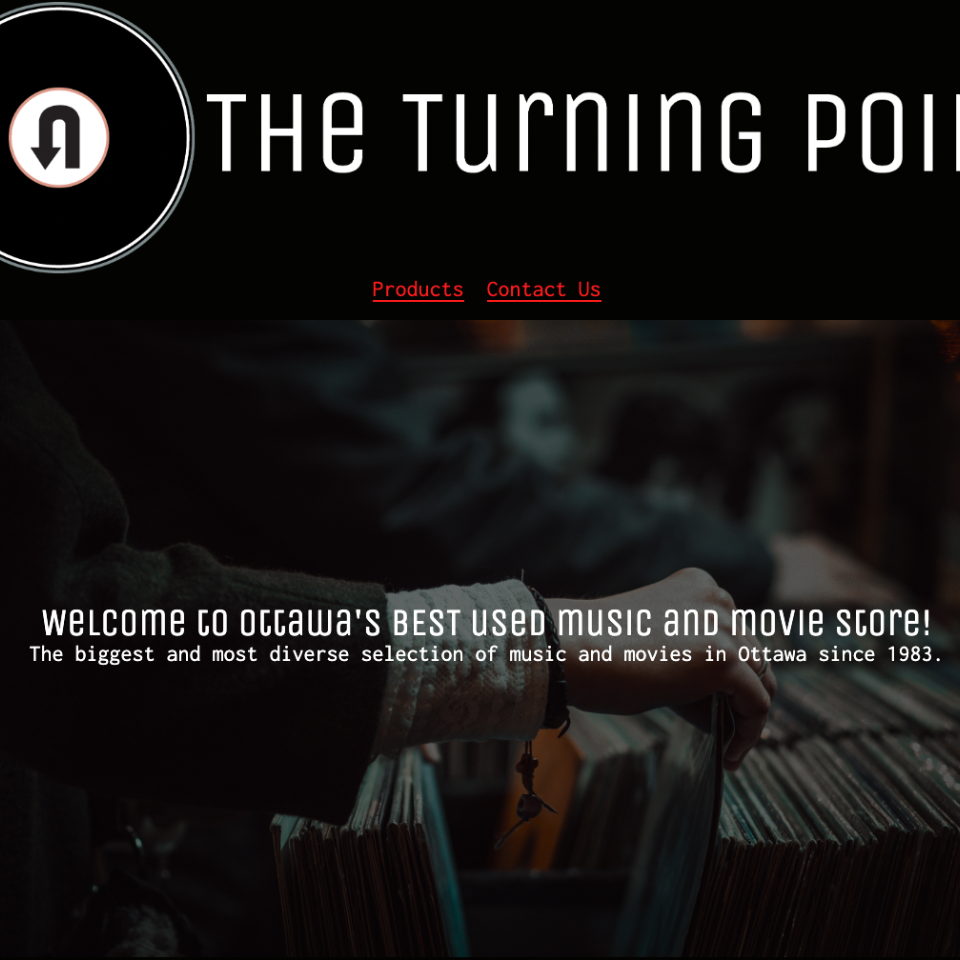 THe Turning POI
Products Contact Us
welcome to ottawa's BEST used music and movie store!
The biggest and most diverse selection of music and movies in Ottawa since 1983.